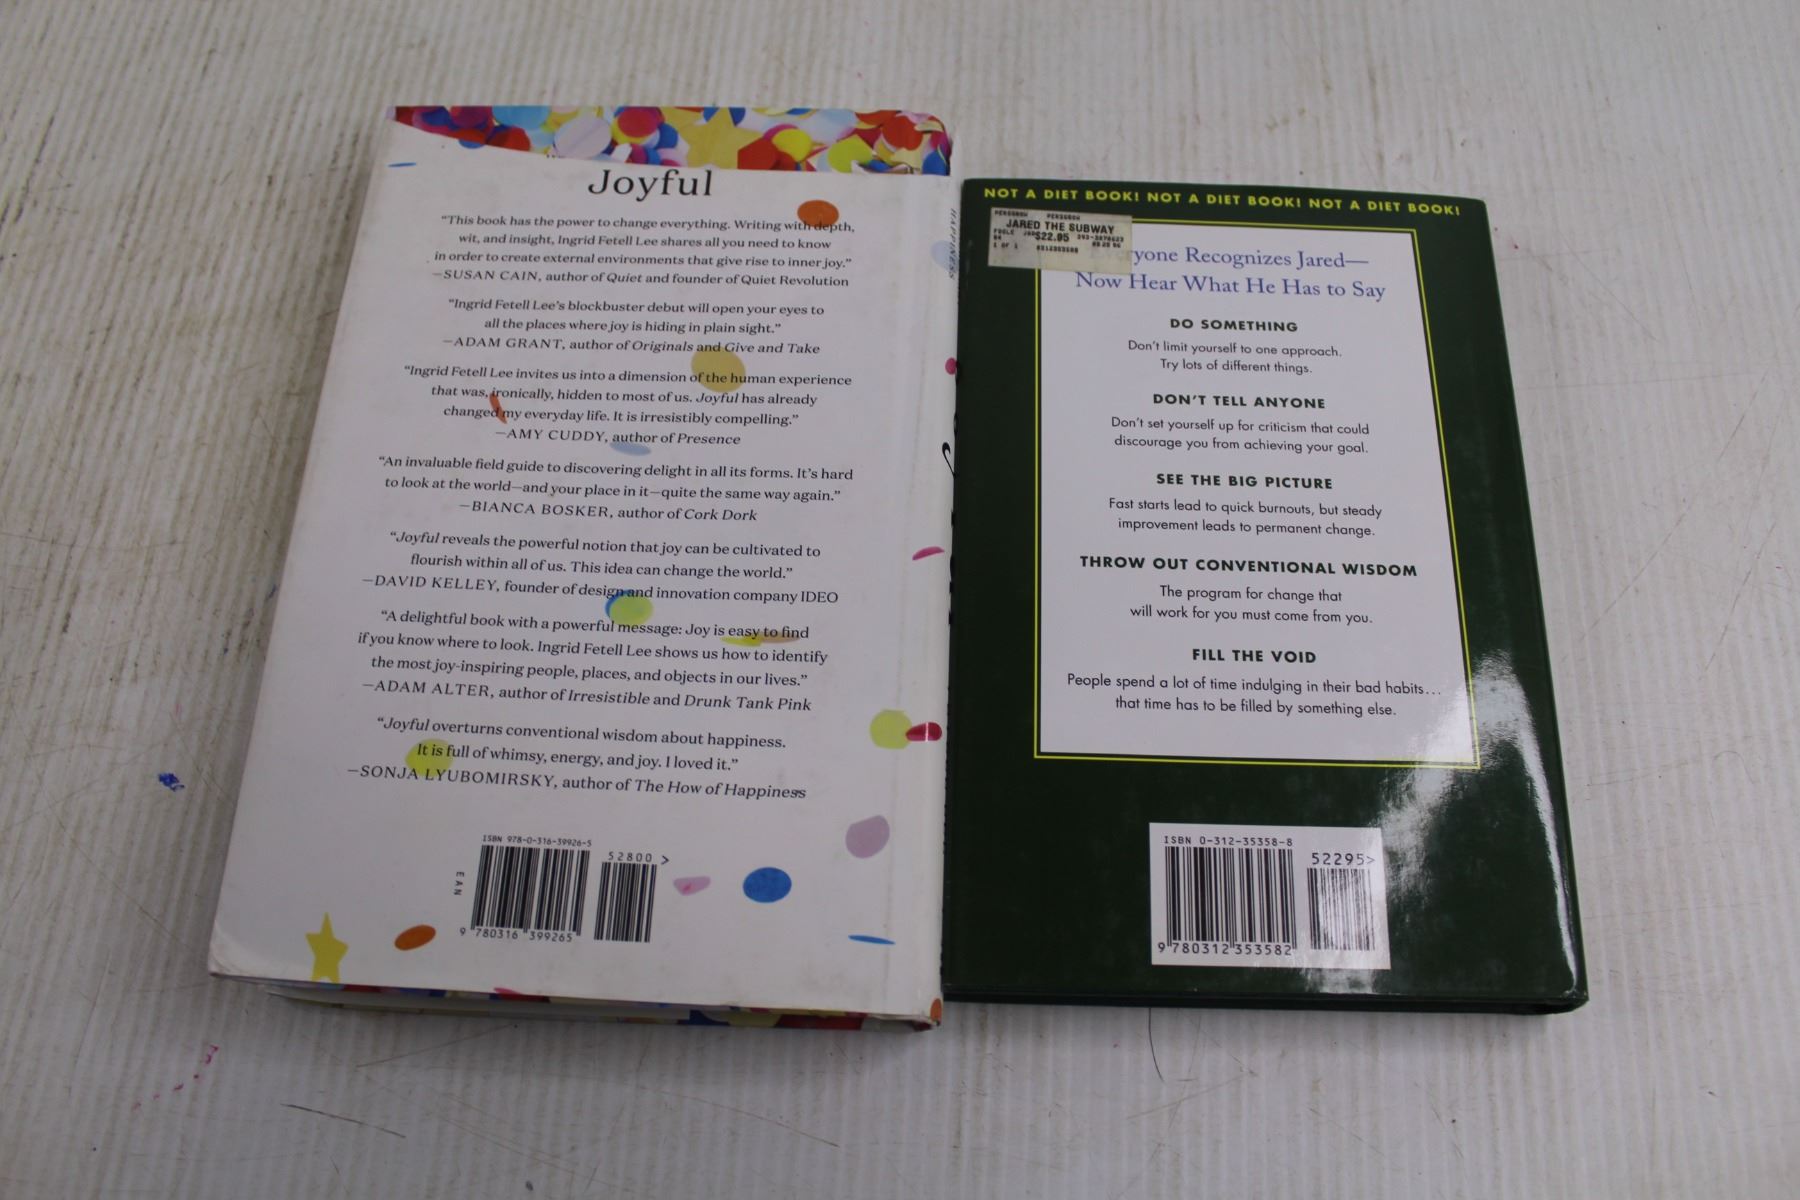 Joyful
“This book has the power to change everything. Writing with depth,
wit, and insight, Ingrid Fetell Lee shares all you need to know
in order to create external environments that give rise to inner joy.”
—SUSAN CAIN, author of Quiet and founder of Quiet Revolution
“Ingrid Fetell Lee’s blockbuster debut will open your eyes to
all the places where joy is hiding in plain sight.”
—ADAM GRANT, author of Originals and Give and Take
“Ingrid Fetell Lee invites us into a dimension of the human experience
that was, ironically, hidden to most of us. Joyful has already
changed my everyday life. It is irresistibly compelling.”
—AMY CUDDY, author of Presence
“An invaluable field guide to discovering delight in all its forms. It’s hard
to look at the world—and your place in it—quite the same way again.”
—BIANCA BOSKER, author of Cork Dork
“Joyful reveals the powerful notion that joy can be cultivated to
flourish within all of us. This idea can change the world.”
—DAVID KELLEY, founder of design and innovation company IDEO
“A delightful book with a powerful message: Joy is easy to find
if you know where to look. Ingrid Fetell Lee shows us how to identify
the most joy-inspiring people, places, and objects in our lives.”
—ADAM ALTER, author of Irresistible and Drunk Tank Pink
“Joyful overturns conventional wisdom about happiness.
It is full of whimsy, energy, and joy. I loved it.”
—SONJA LYUBOMIRSKY, author of The How of Happiness
ISBN 978-0-316-39926-5
52800>
EAN
9 780316 399265
HAPPINESS
NOT A DIET BOOK! NOT A DIET BOOK! NOT A DIET BOOK!
PERSGROW PERSGROW
JARED THE SUBWAY
$22.95
1 OF 1
Everyone Recognizes Jared—
Now Hear What He Has to Say
DO SOMETHING
Don’t limit yourself to one approach.
Try lots of different things.
DON’T TELL ANYONE
Don’t set yourself up for criticism that could
discourage you from achieving your goal.
SEE THE BIG PICTURE
Fast starts lead to quick burnouts, but steady
improvement leads to permanent change.
THROW OUT CONVENTIONAL WISDOM
The program for change that
will work for you must come from you.
FILL THE VOID
People spend a lot of time indulging in their bad habits...
that time has to be filled by something else.
ISBN 0-312-35358-8
52295>
9 780312 353582